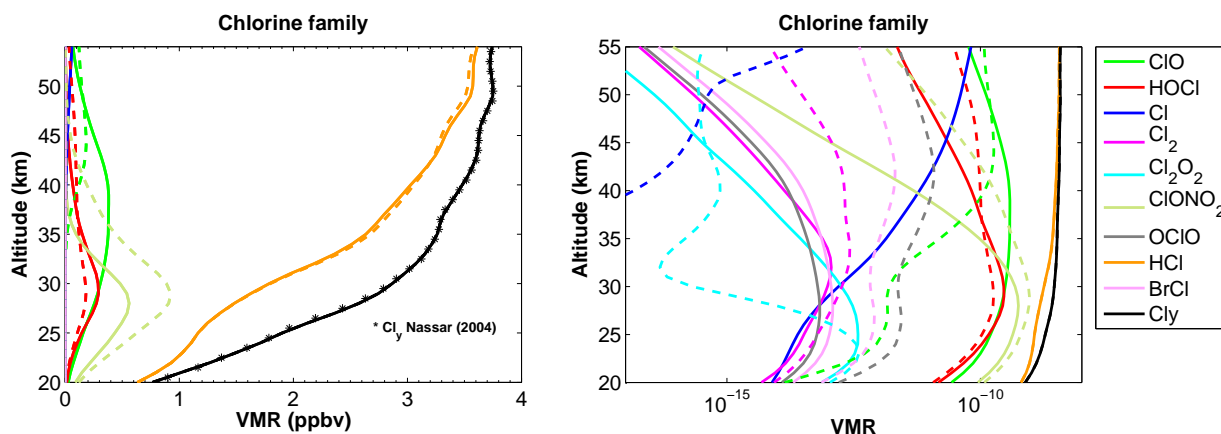 Chlorine family
Altitude (km)
50
45
40
35
30
25
20
0
1
2
3
4
VMR (ppbv)
* Cl_y Nassar (2004)
Chlorine family
Altitude (km)
55
50
45
40
35
30
25
20
10^−15
10^−10
VMR
ClO
HOCl
Cl
Cl_2
Cl_2O_2
ClONO_2
OClO
HCl
BrCl
Cly